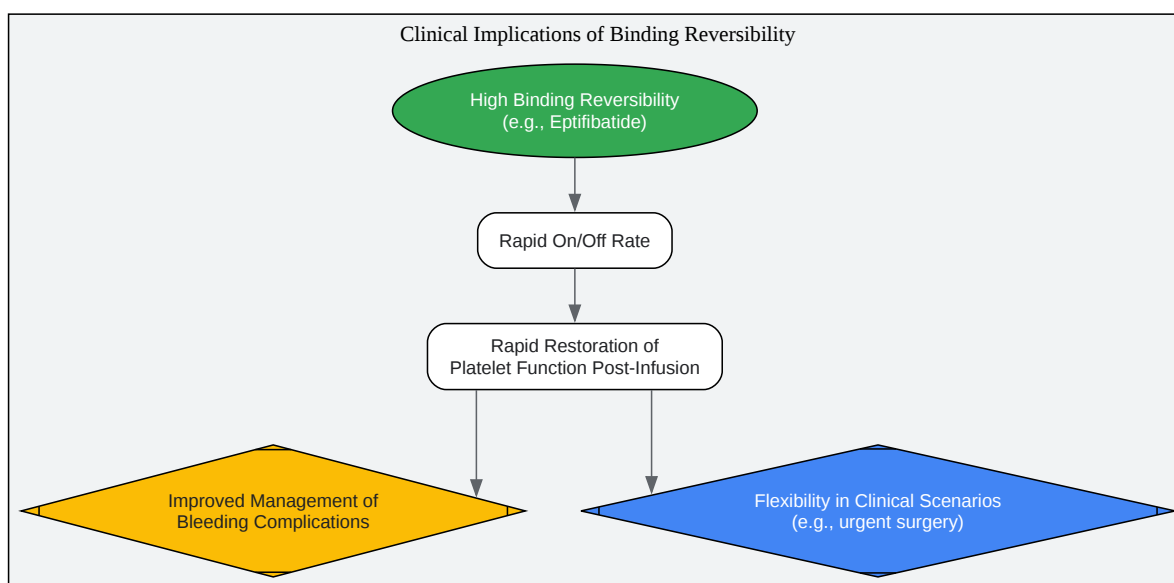 Clinical Implications of Binding Reversibility
High Binding Reversibility
(e.g., Eptifibatide)
Rapid On/Off Rate
Rapid Restoration of
Platelet Function Post-Infusion
Improved Management of
Bleeding Complications
Flexibility in Clinical Scenarios
(e.g., urgent surgery)